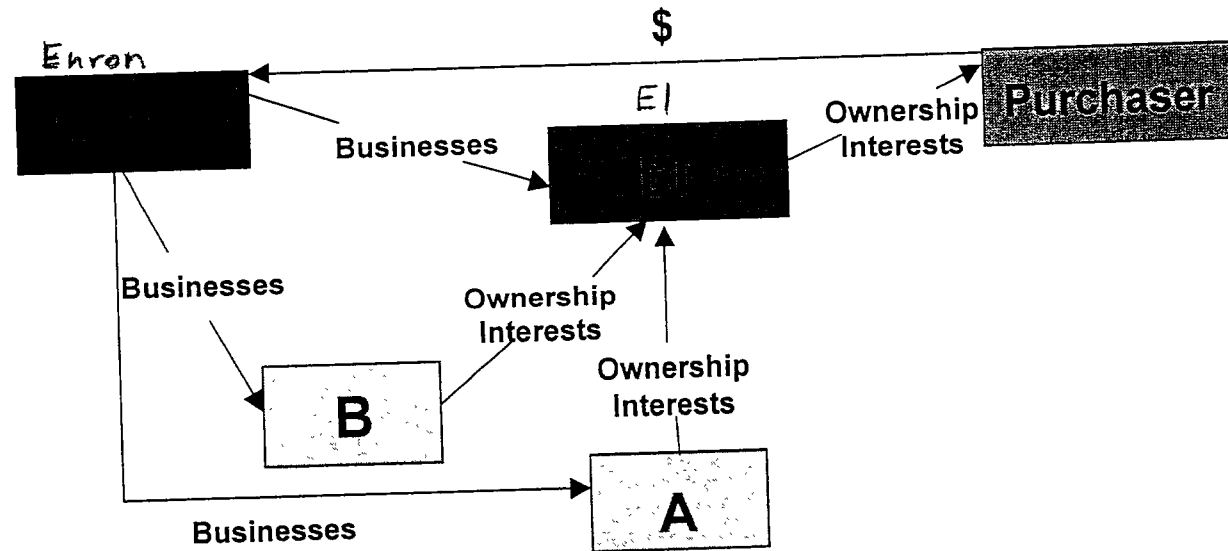 $
Enron
EI
Purchaser
Ownership
Interests
Businesses
Businesses
Ownership
Interests
Ownership
Interests
B
A
Businesses